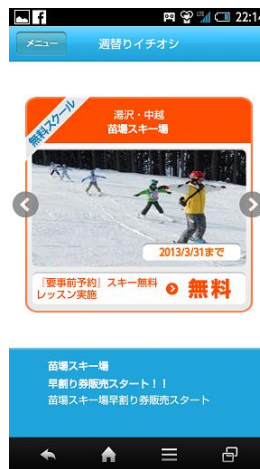 22:14
メニュー
週替りイチオシ
無料スクール
湯沢・中越
苗場スキー場
2013/3/31まで
『要事前予約』スキー無料
レッスン実施
無料
苗場スキー場
早割り券販売スタート！！
苗場スキー場早割り券販売スタート